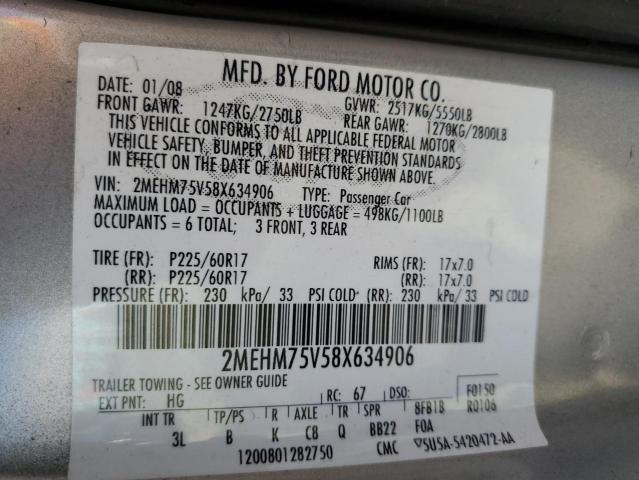 MFD. BY FORD MOTOR CO.
DATE: 01/08 GVWR: 2517KG/5550LB
FRONT GAWR: 1247KG/2750LB REAR GAWR: 1270KG/2800LB
THIS VEHICLE CONFORMS TO ALL APPLICABLE FEDERAL MOTOR
VEHICLE SAFETY, BUMPER, AND THEFT PREVENTION STANDARDS
IN EFFECT ON THE DATE OF MANUFACTURE SHOWN ABOVE.
VIN: 2MEHM75V58X634906 TYPE: Passenger Car
MAXIMUM LOAD = OCCUPANTS + LUGGAGE = 498KG/1100LB
OCCUPANTS = 6 TOTAL; 3 FRONT, 3 REAR
TIRE (FR): P225/60R17 RIMS (FR): 17x7.0
(RR): P225/60R17 (RR): 17x7.0
PRESSURE (FR): 230 kPa/ 33 PSI COLD (RR): 230 kPa/ 33 PSI COLD
2MEHM75V58X634906
TRAILER TOWING - SEE OWNER GUIDE
EXT PNT: HG RC: 67 DSO: F0150
INT TR TP/PS R AXLE TR SPR 8FB18 R0106
3L B K C8 Q BB22 FOA
1200801282750 CMC 5U5A-5420472-AA